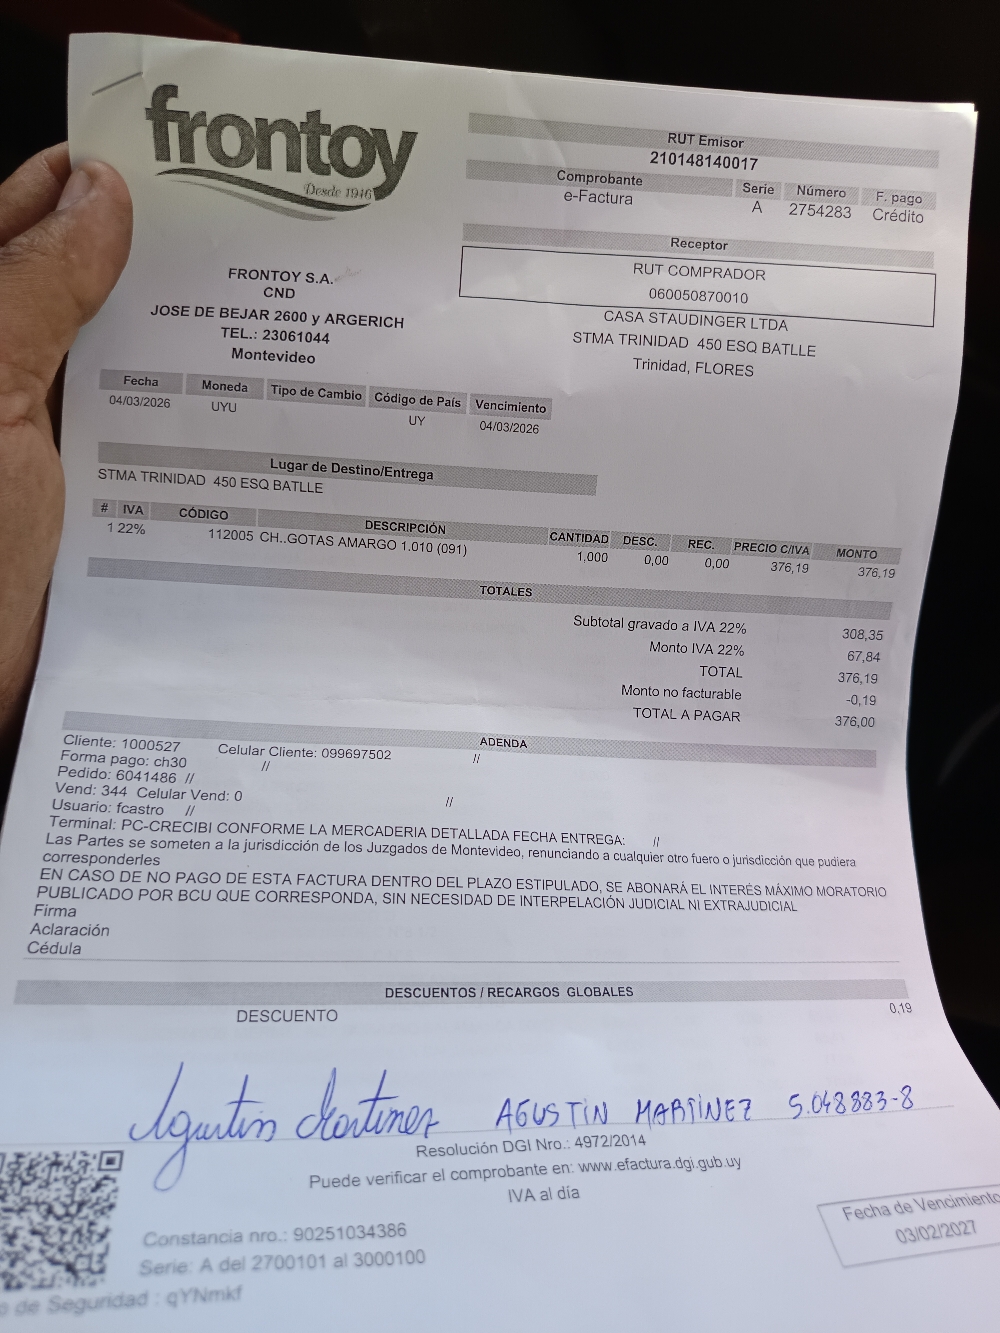 frontoy
Desde 1946
RUT Emisor
210148140017
Comprobante Serie Número F. pago
e-Factura A 2754283 Crédito
Receptor
RUT COMPRADOR
060050870010
CASA STAUDINGER LTDA
STMA TRINIDAD 450 ESQ BATLLE
Trinidad, FLORES
FRONTOY S.A.
CND
JOSE DE BEJAR 2600 y ARGERICH
TEL.: 23061044
Montevideo
Fecha Moneda Tipo de Cambio Código de País Vencimiento
04/03/2026 UYU UY 04/03/2026
Lugar de Destino/Entrega
STMA TRINIDAD 450 ESQ BATLLE
# IVA CÓDIGO DESCRIPCIÓN CANTIDAD DESC. REC. PRECIO C/IVA MONTO
1 22% 112005 CH..GOTAS AMARGO 1.010 (091) 1,000 0,00 0,00 376,19 376,19
TOTALES
Subtotal gravado a IVA 22% 308,35
Monto IVA 22% 67,84
TOTAL 376,19
Monto no facturable -0,19
TOTAL A PAGAR 376,00
ADENDA
Cliente: 1000527 Celular Cliente: 099697502 //
Forma pago: ch30 //
Pedido: 6041486 //
Vend: 344 Celular Vend: 0 //
Usuario: fcastro //
Terminal: PC-CRECIBI CONFORME LA MERCADERIA DETALLADA FECHA ENTREGA: //
Las Partes se someten a la jurisdicción de los Juzgados de Montevideo, renunciando a cualquier otro fuero o jurisdicción que pudiera
corresponderles
EN CASO DE NO PAGO DE ESTA FACTURA DENTRO DEL PLAZO ESTIPULADO, SE ABONARÁ EL INTERÉS MÁXIMO MORATORIO
PUBLICADO POR BCU QUE CORRESPONDA, SIN NECESIDAD DE INTERPELACIÓN JUDICIAL NI EXTRAJUDICIAL
Firma
Aclaración
Cédula
DESCUENTOS / RECARGOS GLOBALES
DESCUENTO 0,19
Agustin Martinez AGUSTIN MARTINEZ 5.048883-8
Resolución DGI Nro.: 4972/2014
Puede verificar el comprobante en: www.efactura.dgi.gub.uy
IVA al día
Fecha de Vencimiento
03/02/2027
Constancia nro.: 90251034386
Serie: A del 2700101 al 3000100
de Seguridad : qYNmkf